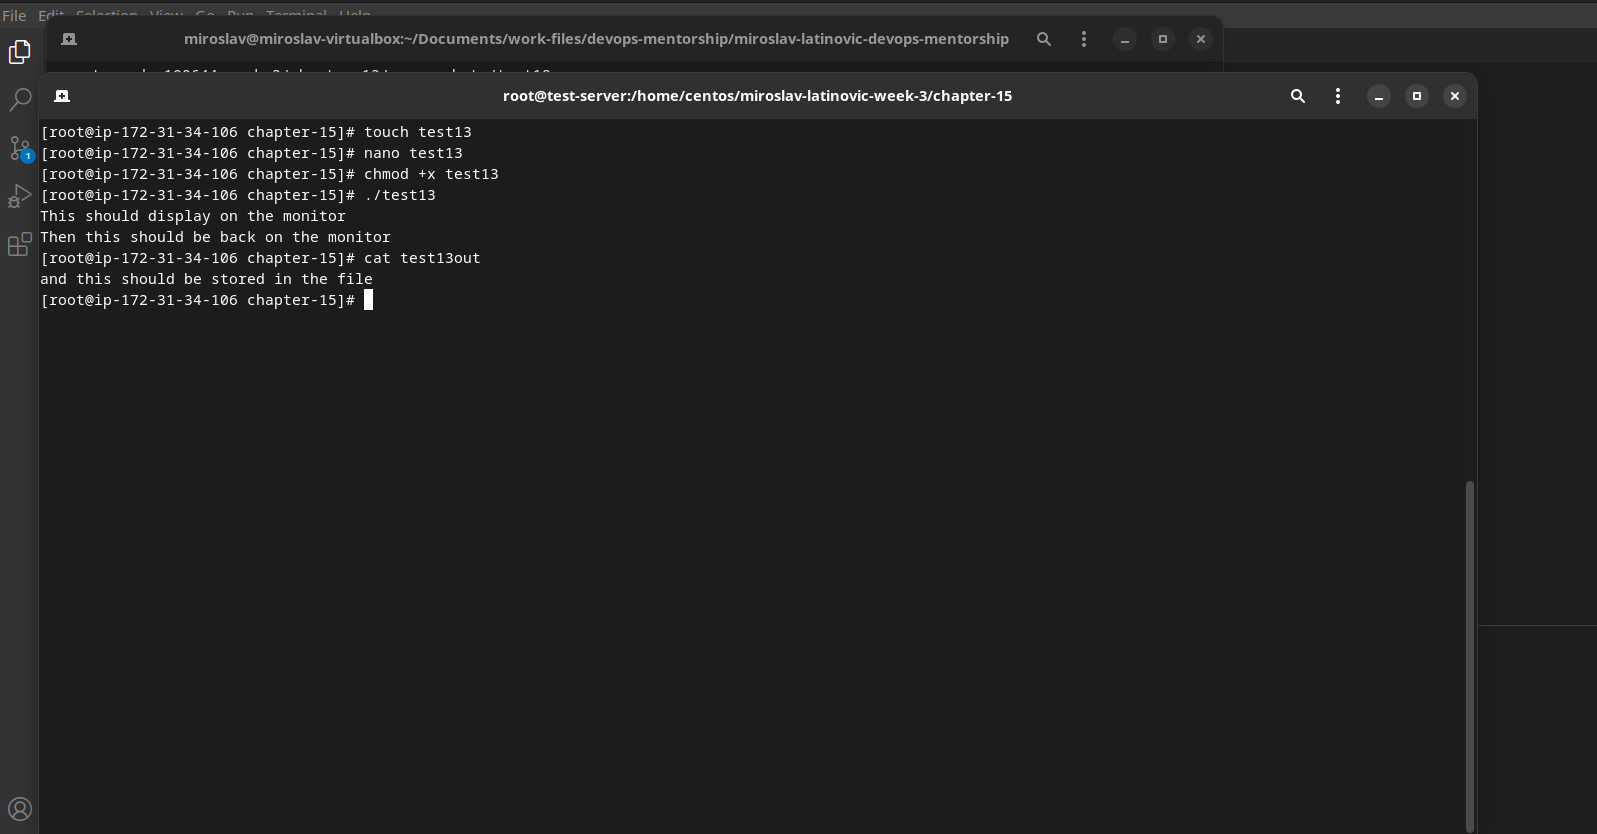 File Edit Selection View Go Run Terminal Help
miroslav@miroslav-virtualbox:~/Documents/work-files/devops-mentorship/miroslav-latinovic-devops-mentorship
root@test-server:/home/centos/miroslav-latinovic-week-3/chapter-15
[root@ip-172-31-34-106 chapter-15]# touch test13
[root@ip-172-31-34-106 chapter-15]# nano test13
[root@ip-172-31-34-106 chapter-15]# chmod +x test13
[root@ip-172-31-34-106 chapter-15]# ./test13
This should display on the monitor
Then this should be back on the monitor
[root@ip-172-31-34-106 chapter-15]# cat test13out
and this should be stored in the file
[root@ip-172-31-34-106 chapter-15]#
1